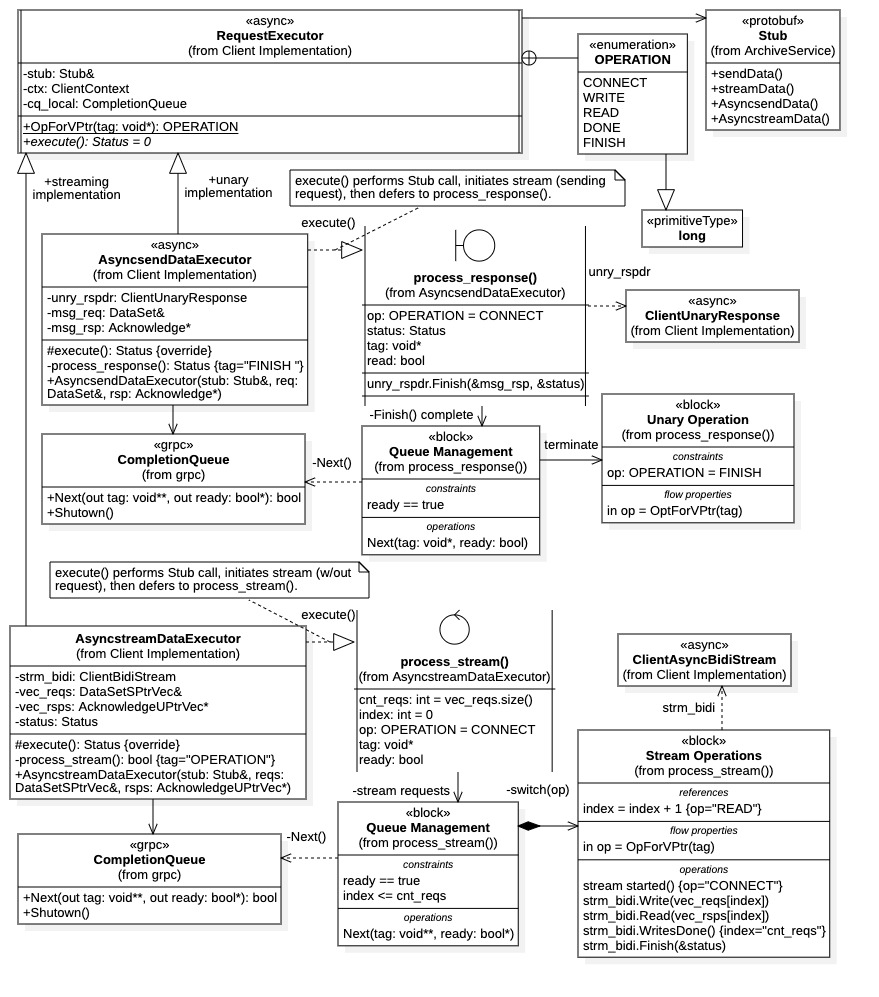 «async»
RequestExecutor
(from Client Implementation)
-stub: Stub&
-ctx: ClientContext
-cq_local: CompletionQueue
+OpForVPtr(tag: void*): OPERATION
+execute(): Status = 0
«enumeration»
OPERATION
CONNECT
WRITE
READ
DONE
FINISH
«protobuf»
Stub
(from ArchiveService)
+sendData()
+streamData()
+AsyncsendData()
+AsyncstreamData()
«primitiveType»
long
+streaming
implementation
+unary
implementation
execute() performs Stub call, initiates stream (sending
request), then defers to process_response().
execute()
«async»
AsyncsendDataExecutor
(from Client Implementation)
-unry_rspdr: ClientUnaryResponse
-msg_req: DataSet&
-msg_rsp: Acknowledge*
#execute(): Status {override}
-process_response(): Status {tag="FINISH "}
+AsyncsendDataExecutor(stub: Stub&, req:
DataSet&, rsp: Acknowledge*)
process_response()
(from AsyncsendDataExecutor)
op: OPERATION = CONNECT
status: Status
tag: void*
read: bool
unry_rspdr.Finish(&msg_rsp, &status)
unry_rspdr
«async»
ClientUnaryResponse
(from Client Implementation)
-Finish() complete
«grpc»
CompletionQueue
(from grpc)
+Next(out tag: void**, out ready: bool*): bool
+Shutown()
-Next()
«block»
Queue Management
(from process_response())
constraints
ready == true
operations
Next(tag: void*, ready: bool)
terminate
«block»
Unary Operation
(from process_response())
constraints
op: OPERATION = FINISH
flow properties
in op = OptForVPtr(tag)
execute() performs Stub call, initiates stream (w/out
request), then defers to process_stream().
execute()
AsyncstreamDataExecutor
(from Client Implementation)
-strm_bidi: ClientBidiStream
-vec_reqs: DataSetSPtrVec&
-vec_rsps: AcknowledgeUPtrVec*
-status: Status
#execute(): Status {override}
-process_stream(): bool {tag="OPERATION"}
+AsyncstreamDataExecutor(stub: Stub&, reqs:
DataSetSPtrVec&, rsps: AcknowledgeUPtrVec*)
process_stream()
(from AsyncstreamDataExecutor)
cnt_reqs: int = vec_reqs.size()
index: int = 0
op: OPERATION = CONNECT
tag: void*
ready: bool
«async»
ClientAsyncBidiStream
(from Client Implementation)
strm_bidi
-stream requests
-switch(op)
«grpc»
CompletionQueue
(from grpc)
+Next(out tag: void**, out ready: bool*): bool
+Shutown()
-Next()
«block»
Queue Management
(from process_stream())
constraints
ready == true
index <= cnt_reqs
operations
Next(tag: void**, ready: bool*)
«block»
Stream Operations
(from process_stream())
references
index = index + 1 {op="READ"}
flow properties
in op = OpForVPtr(tag)
operations
stream started() {op="CONNECT"}
strm_bidi.Write(vec_reqs[index])
strm_bidi.Read(vec_rsps[index])
strm_bidi.WritesDone() {index="cnt_reqs"}
strm_bidi.Finish(&status)